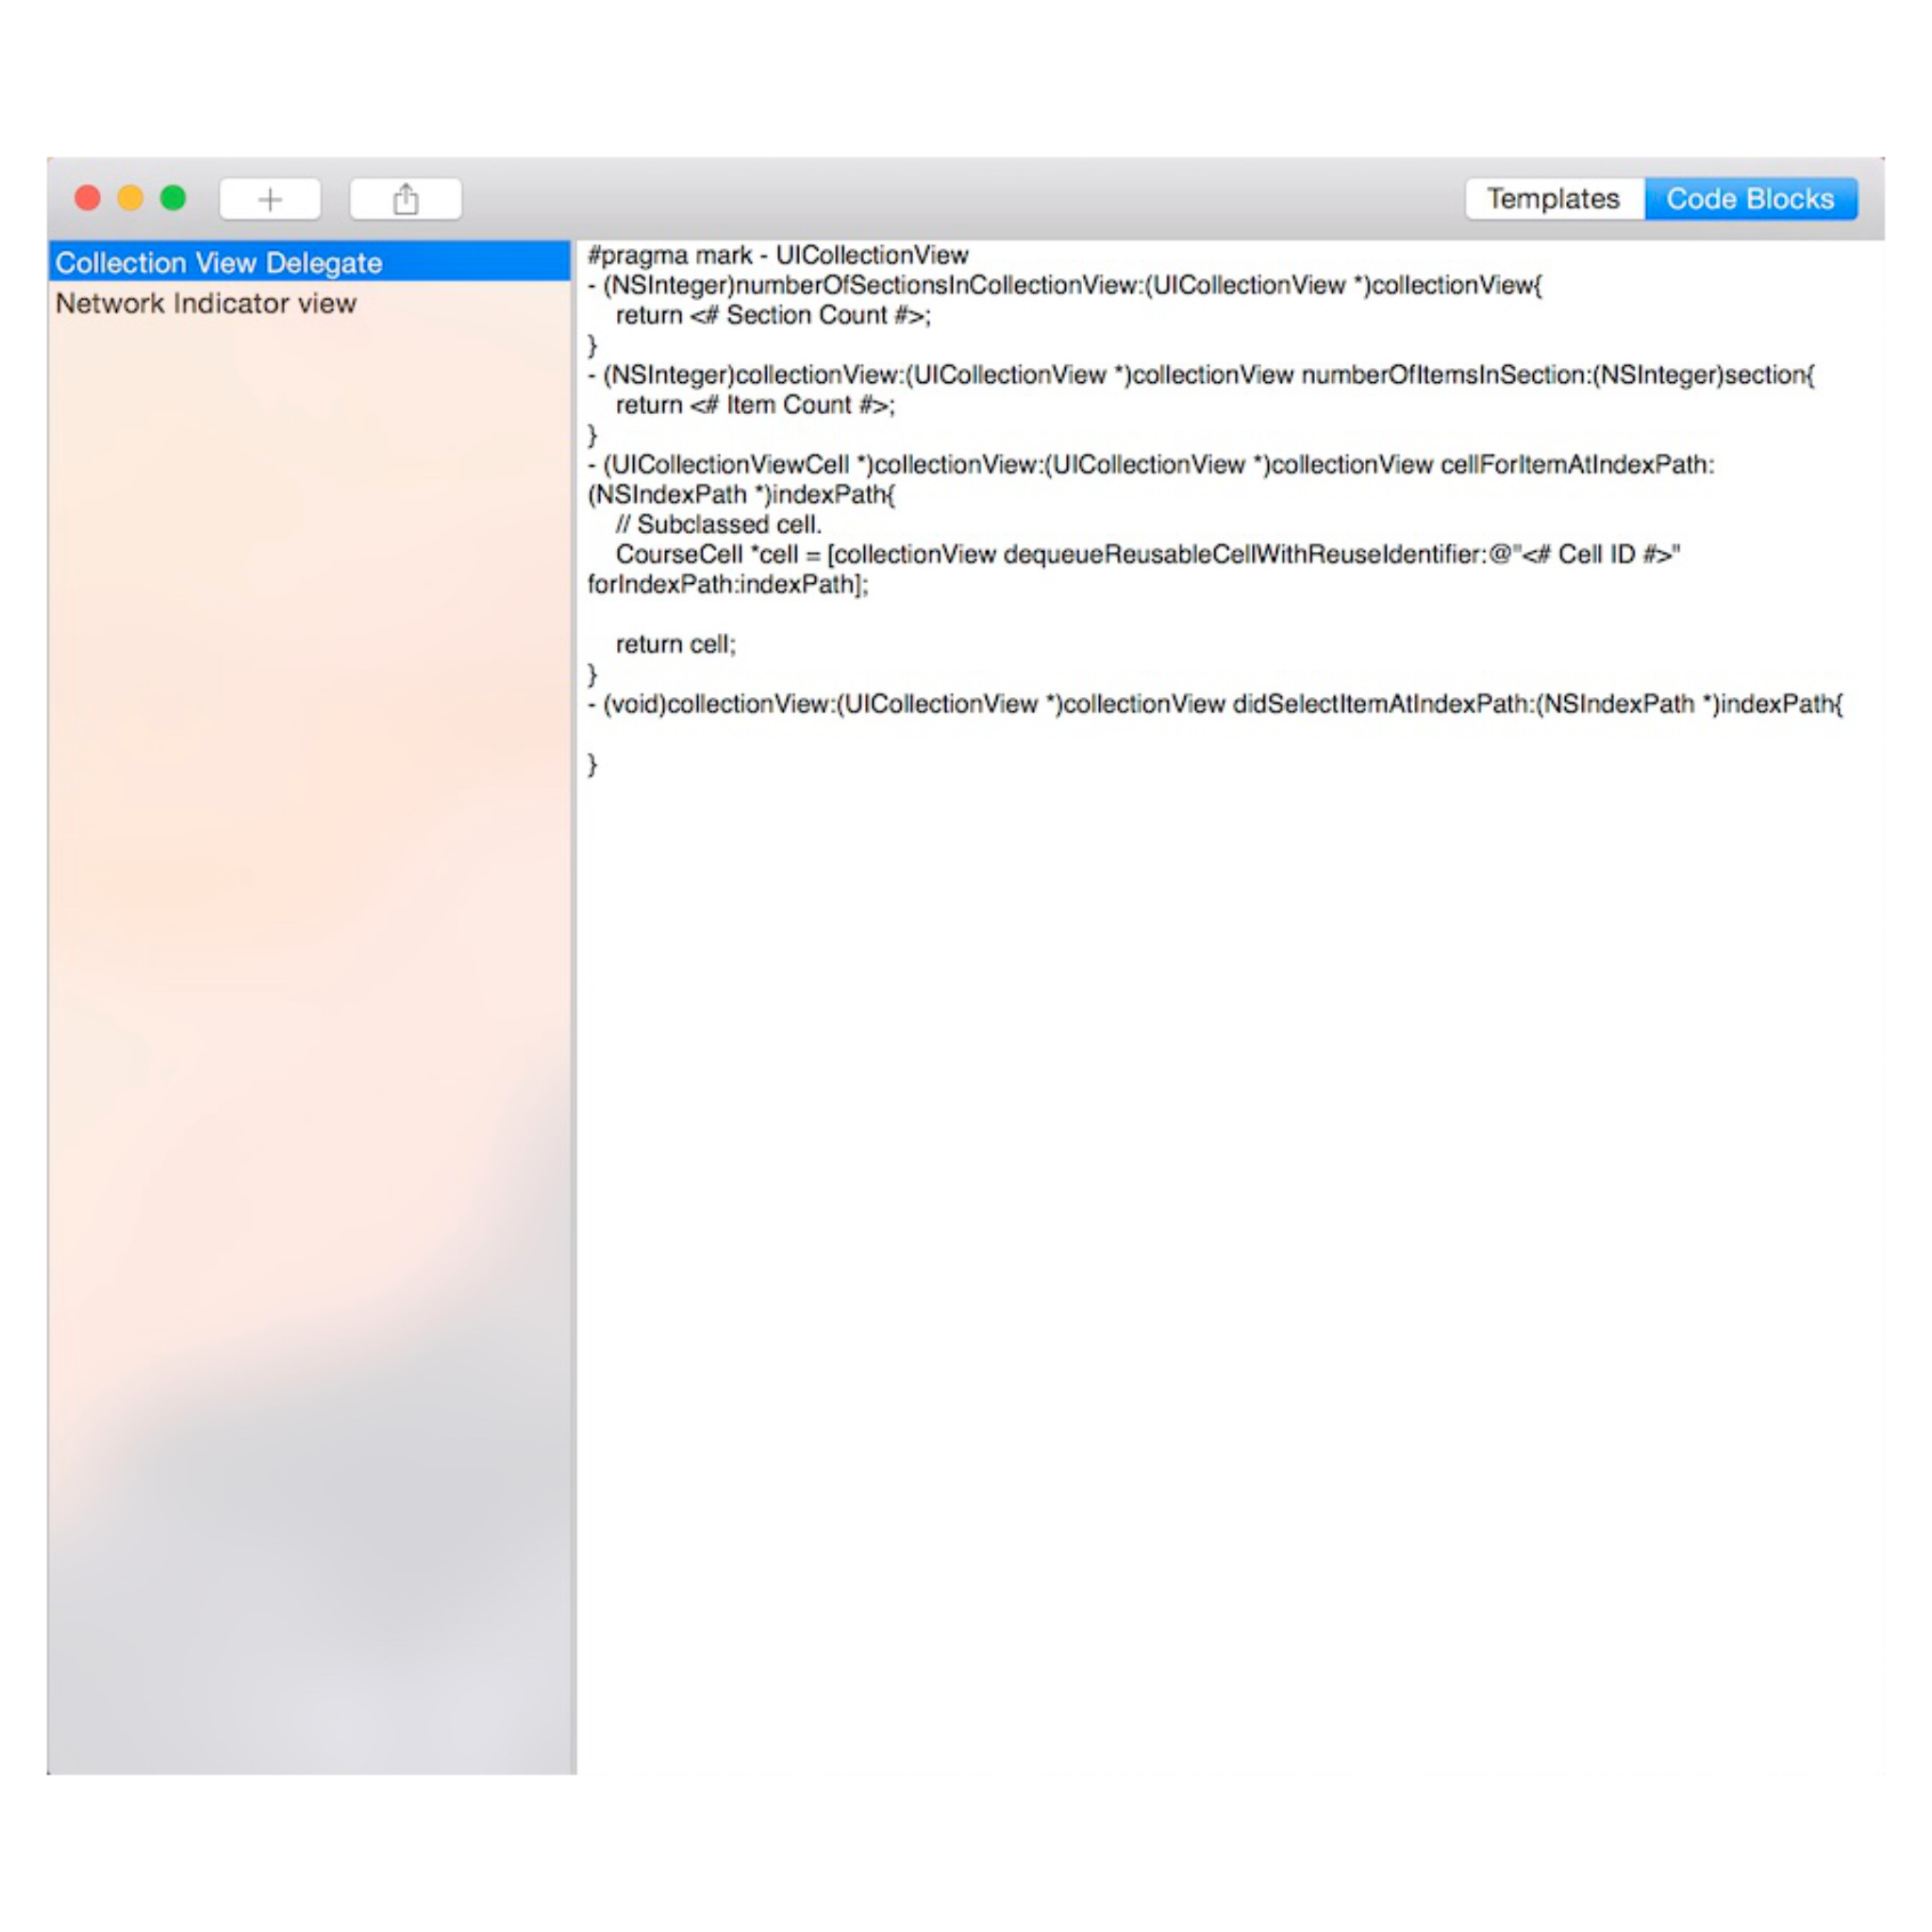 Templates Code Blocks
Collection View Delegate
Network Indicator view
#pragma mark - UICollectionView
- (NSInteger)numberOfSectionsInCollectionView:(UICollectionView *)collectionView{
    return <# Section Count #>;
}
- (NSInteger)collectionView:(UICollectionView *)collectionView numberOfItemsInSection:(NSInteger)section{
    return <# Item Count #>;
}
- (UICollectionViewCell *)collectionView:(UICollectionView *)collectionView cellForItemAtIndexPath:
(NSIndexPath *)indexPath{
    // Subclassed cell.
    CourseCell *cell = [collectionView dequeueReusableCellWithReuseIdentifier:@"<# Cell ID #>"
forIndexPath:indexPath];
    return cell;
}
- (void)collectionView:(UICollectionView *)collectionView didSelectItemAtIndexPath:(NSIndexPath *)indexPath{
}